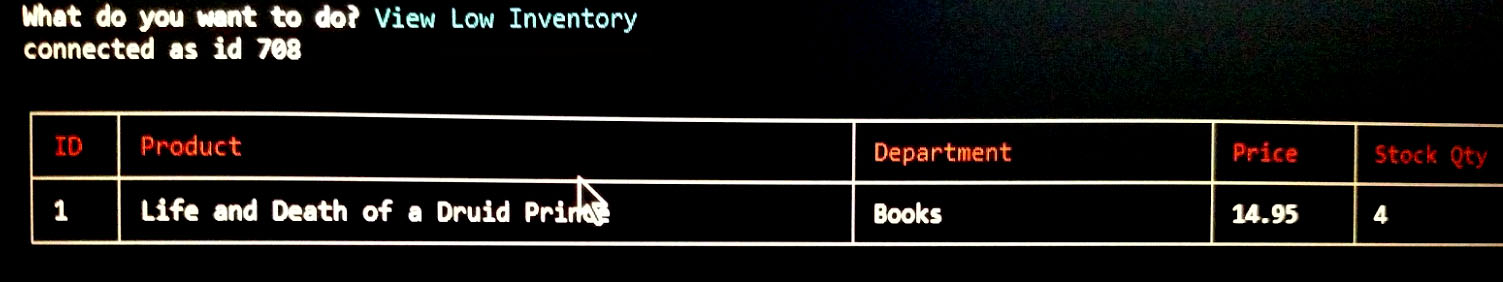 What do you want to do? View Low Inventory
connected as id 708
ID Product Department Price Stock Qty
1 Life and Death of a Druid Prince Books 14.95 4